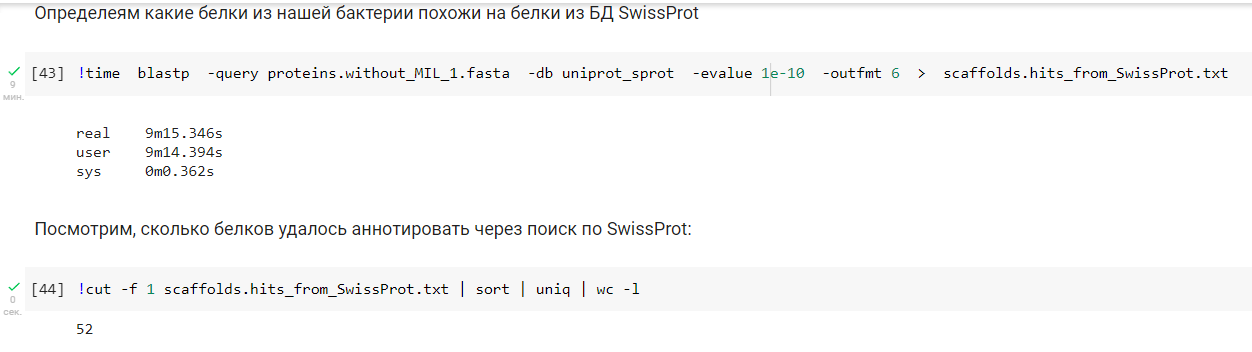 Определеям какие белки из нашей бактерии похожи на белки из БД SwissProt
[43] !time blastp -query proteins.without_MIL_1.fasta -db uniprot_sprot -evalue 1e-10 -outfmt 6 > scaffolds.hits_from_SwissProt.txt
9
мин.
real 9m15.346s
user 9m14.394s
sys 0m0.362s
Посмотрим, сколько белков удалось аннотировать через поиск по SwissProt:
[44] !cut -f 1 scaffolds.hits_from_SwissProt.txt | sort | uniq | wc -l
0
сек.
52